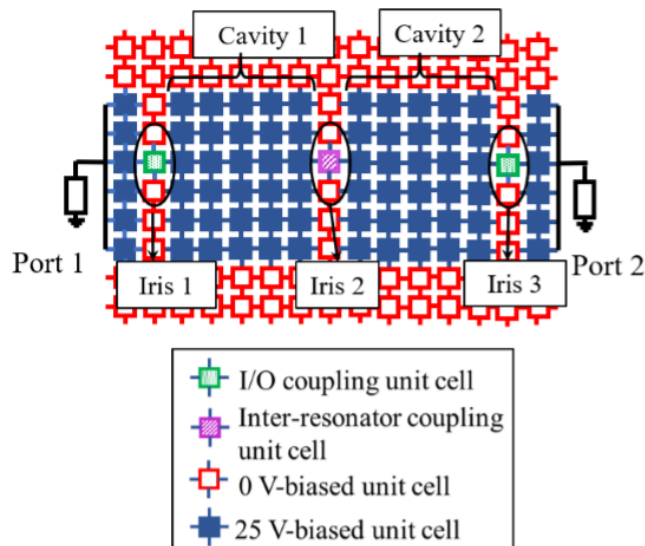 Cavity 1
Cavity 2
Port 1
Port 2
Iris 1
Iris 2
Iris 3
I/O coupling unit cell
Inter-resonator coupling
unit cell
0 V-biased unit cell
25 V-biased unit cell